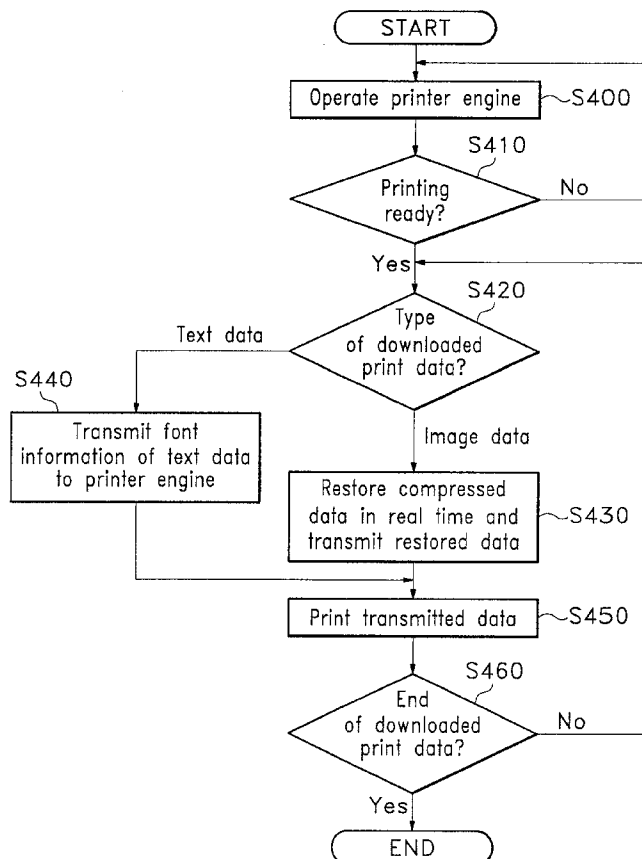 START
Operate printer engine
S400
S410
Printing
ready?
No
Yes
S420
Type
of downloaded
print data?
Text data
S440
Transmit font
information of text data
to printer engine
Image data
Restore compressed
data in real time and
transmit restored data
S430
Print transmitted data
S450
S460
End
of downloaded
print data?
No
Yes
END